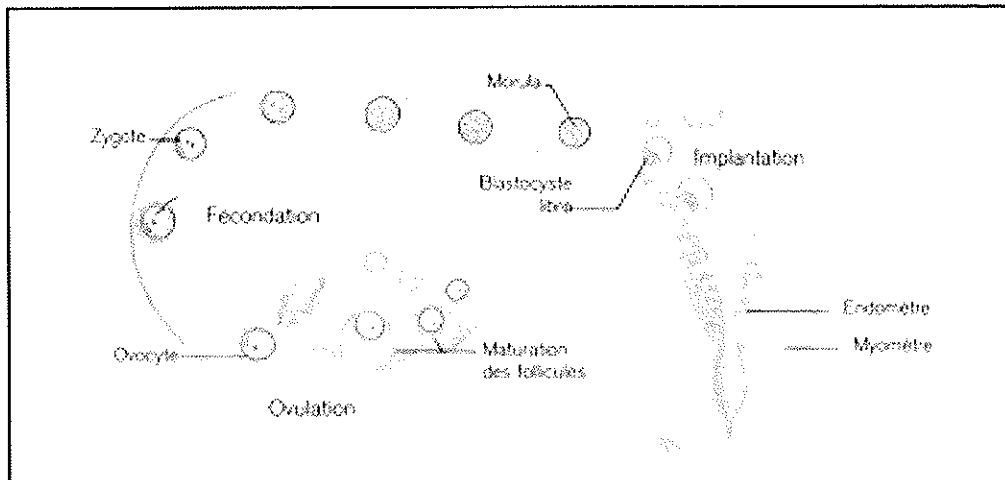 Morula
Zygote
Implantation
Blastocyste
libre
Fécondation
Endomètre
Myomètre
Ovocyte
Maturation
des follicules
Ovulation